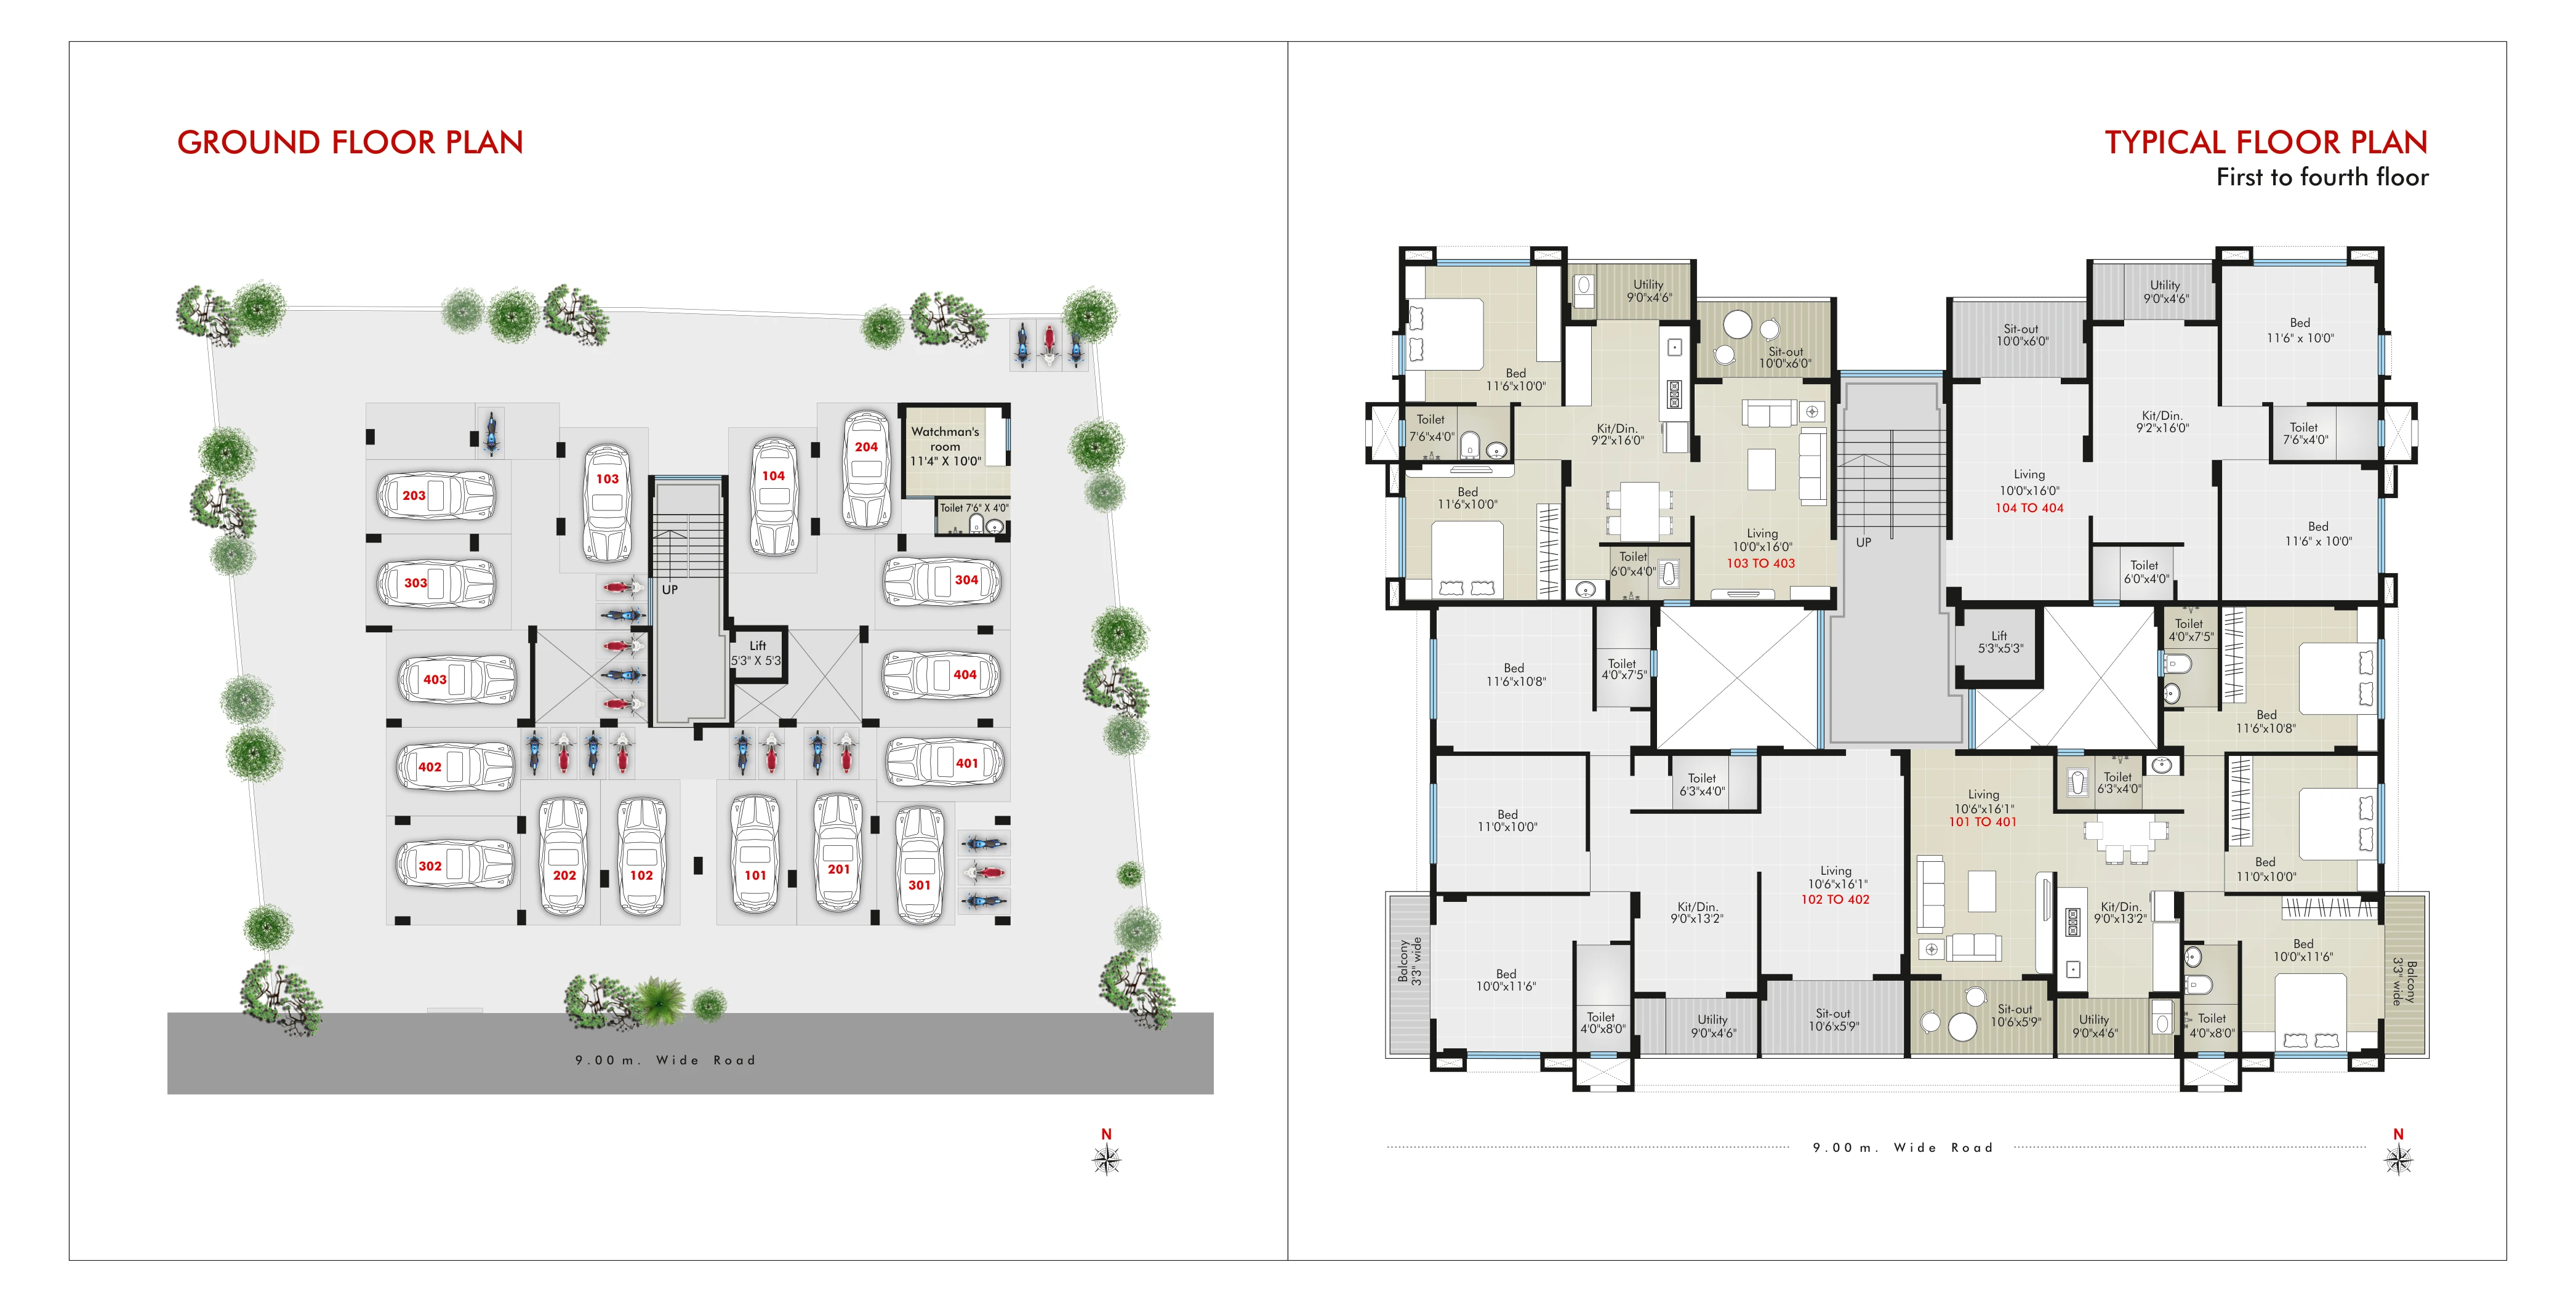 GROUND FLOOR PLAN
Watchman's
room
11'4" X 10'0"
Toilet 7'6" X 4'0"
204
103
104
203
303
304
UP
Lift
5'3" X 5'3
403
404
402
401
302
202
102
101
201
301
9.00 m. Wide Road
N
TYPICAL FLOOR PLAN
First to fourth floor
Utility
9'0"x4'6"
Sit-out
10'0"x6'0"
Bed
11'6"x10'0"
Toilet
7'6"x4'0"
Kit/Din.
9'2"x16'0"
Bed
11'6"x10'0"
Living
10'0"x16'0"
103 TO 403
Toilet
6'0"x4'0"
UP
Utility
9'0"x4'6"
Sit-out
10'0"x6'0"
Bed
11'6" x 10'0"
Kit/Din.
9'2"x16'0"
Toilet
7'6"x4'0"
Living
10'0"x16'0"
104 TO 404
Bed
11'6" x 10'0"
Toilet
6'0"x4'0"
Lift
5'3"x5'3"
Bed
11'6"x10'8"
Toilet
4'0"x7'5"
Toilet
6'3"x4'0"
Bed
11'0"x10'0"
Living
10'6"x16'1"
102 TO 402
Kit/Din.
9'0"x13'2"
Balcony
3'3" wide
Bed
10'0"x11'6"
Toilet
4'0"x8'0"
Utility
9'0"x4'6"
Sit-out
10'6"x5'9"
Toilet
4'0"x7'5"
Bed
11'6"x10'8"
Living
10'6"x16'1"
101 TO 401
Toilet
6'3"x4'0"
Bed
11'0"x10'0"
Kit/Din.
9'0"x13'2"
Bed
10'0"x11'6"
Balcony
3'3" wide
Sit-out
10'6"x5'9"
Utility
9'0"x4'6"
Toilet
4'0"x8'0"
9.00 m. Wide Road
N